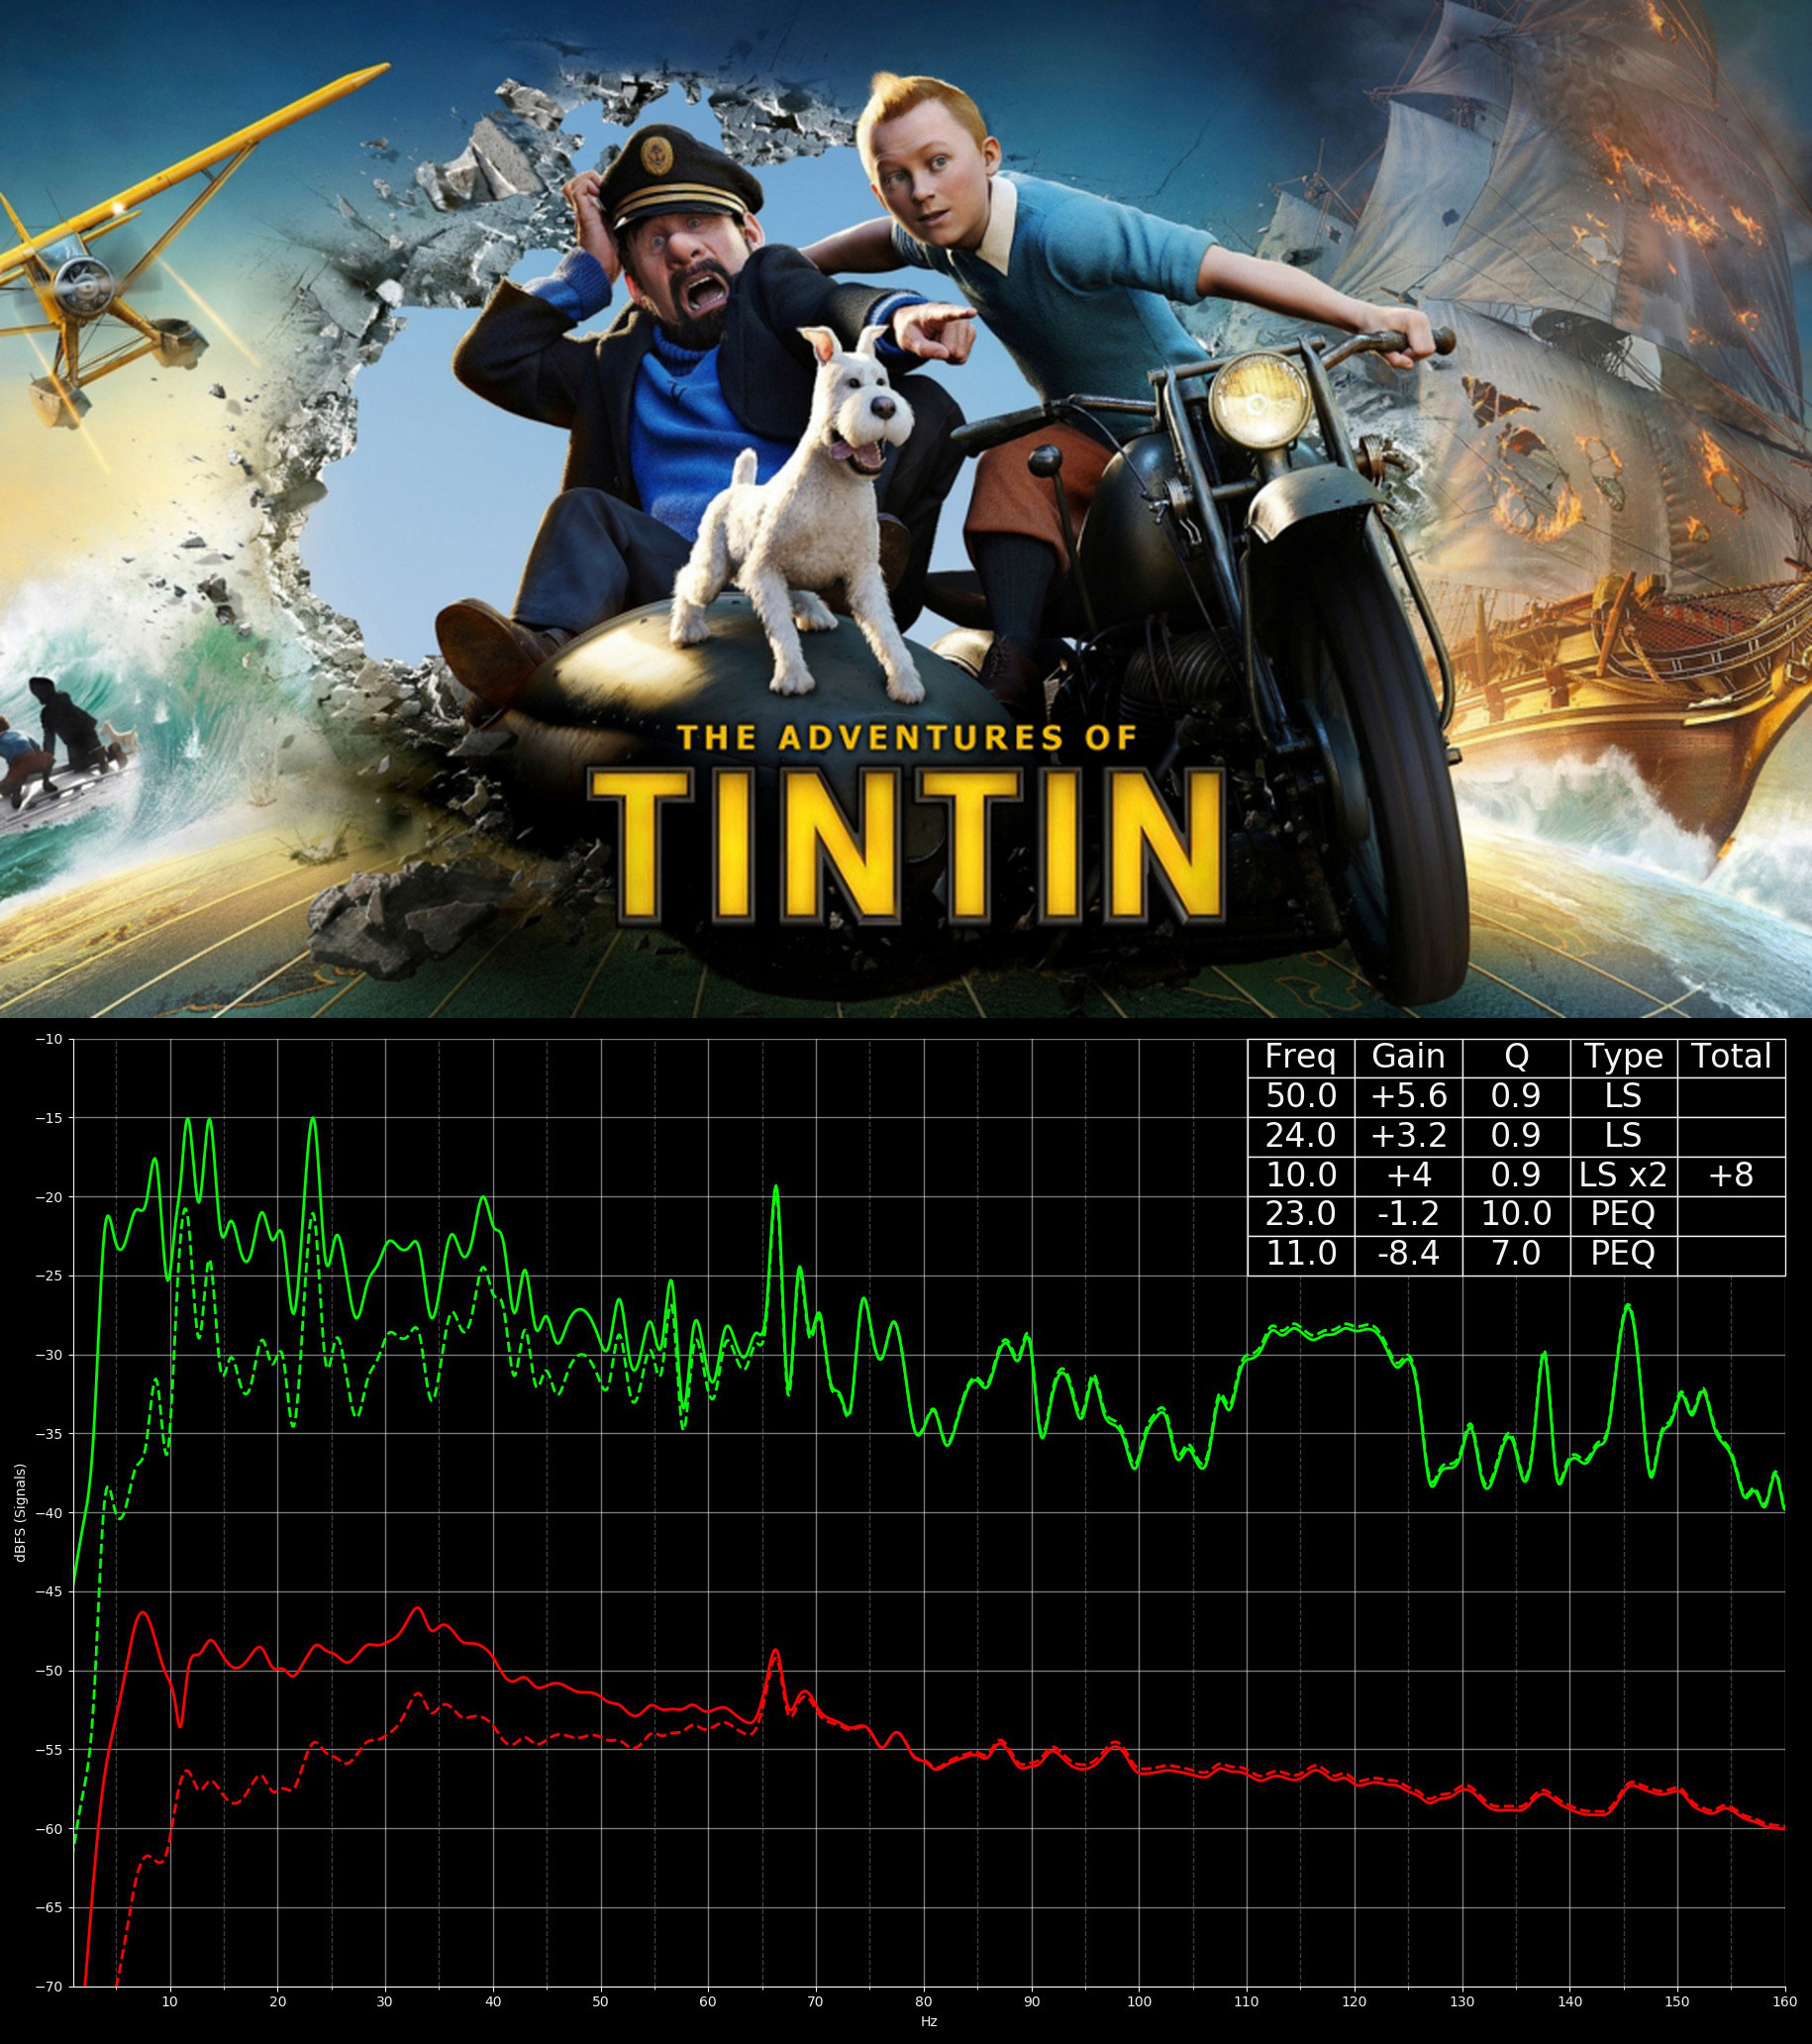 THE ADVENTURES OF
TINTIN
Freq Gain Q Type Total
50.0 +5.6 0.9 LS
24.0 +3.2 0.9 LS
10.0 +4 0.9 LS x2 +8
23.0 -1.2 10.0 PEQ
11.0 -8.4 7.0 PEQ
−10
−15
−20
−25
−30
−35
−40
−45
−50
−55
−60
−65
−70
dBFS (Signals)
10 20 30 40 50 60 70 80 90 100 110 120 130 140 150 160
Hz